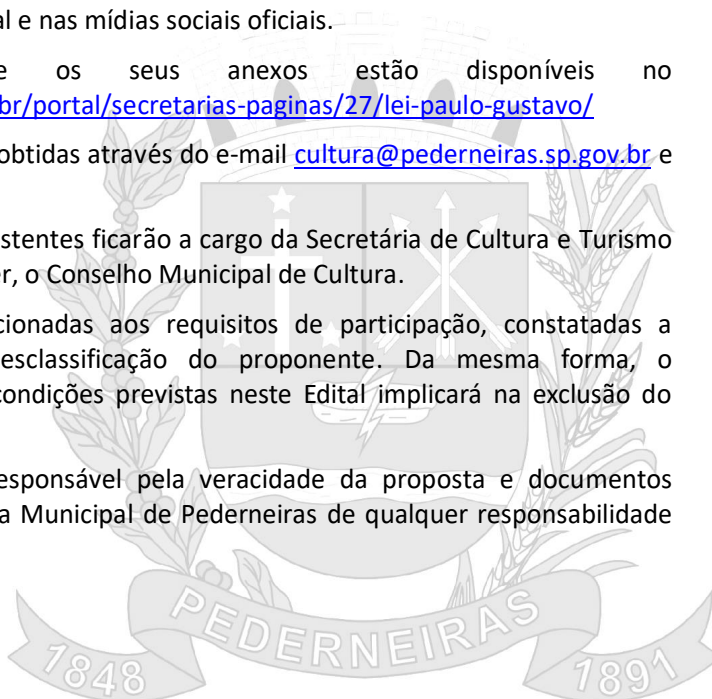 al e nas mídias sociais oficiais.
e os seus anexos estão disponíveis no
br/portal/secretarias-paginas/27/lei-paulo-gustavo/
obtidas através do e-mail cultura@pederneiras.sp.gov.br e
stentes ficarão a cargo da Secretária de Cultura e Turismo
er, o Conselho Municipal de Cultura.
cionadas aos requisitos de participação, constatadas a
esclassificação do proponente. Da mesma forma, o
condições previstas neste Edital implicará na exclusão do
esponsável pela veracidade da proposta e documentos
a Municipal de Pederneiras de qualquer responsabilidade
PEDERNEIRAS
1848 1891